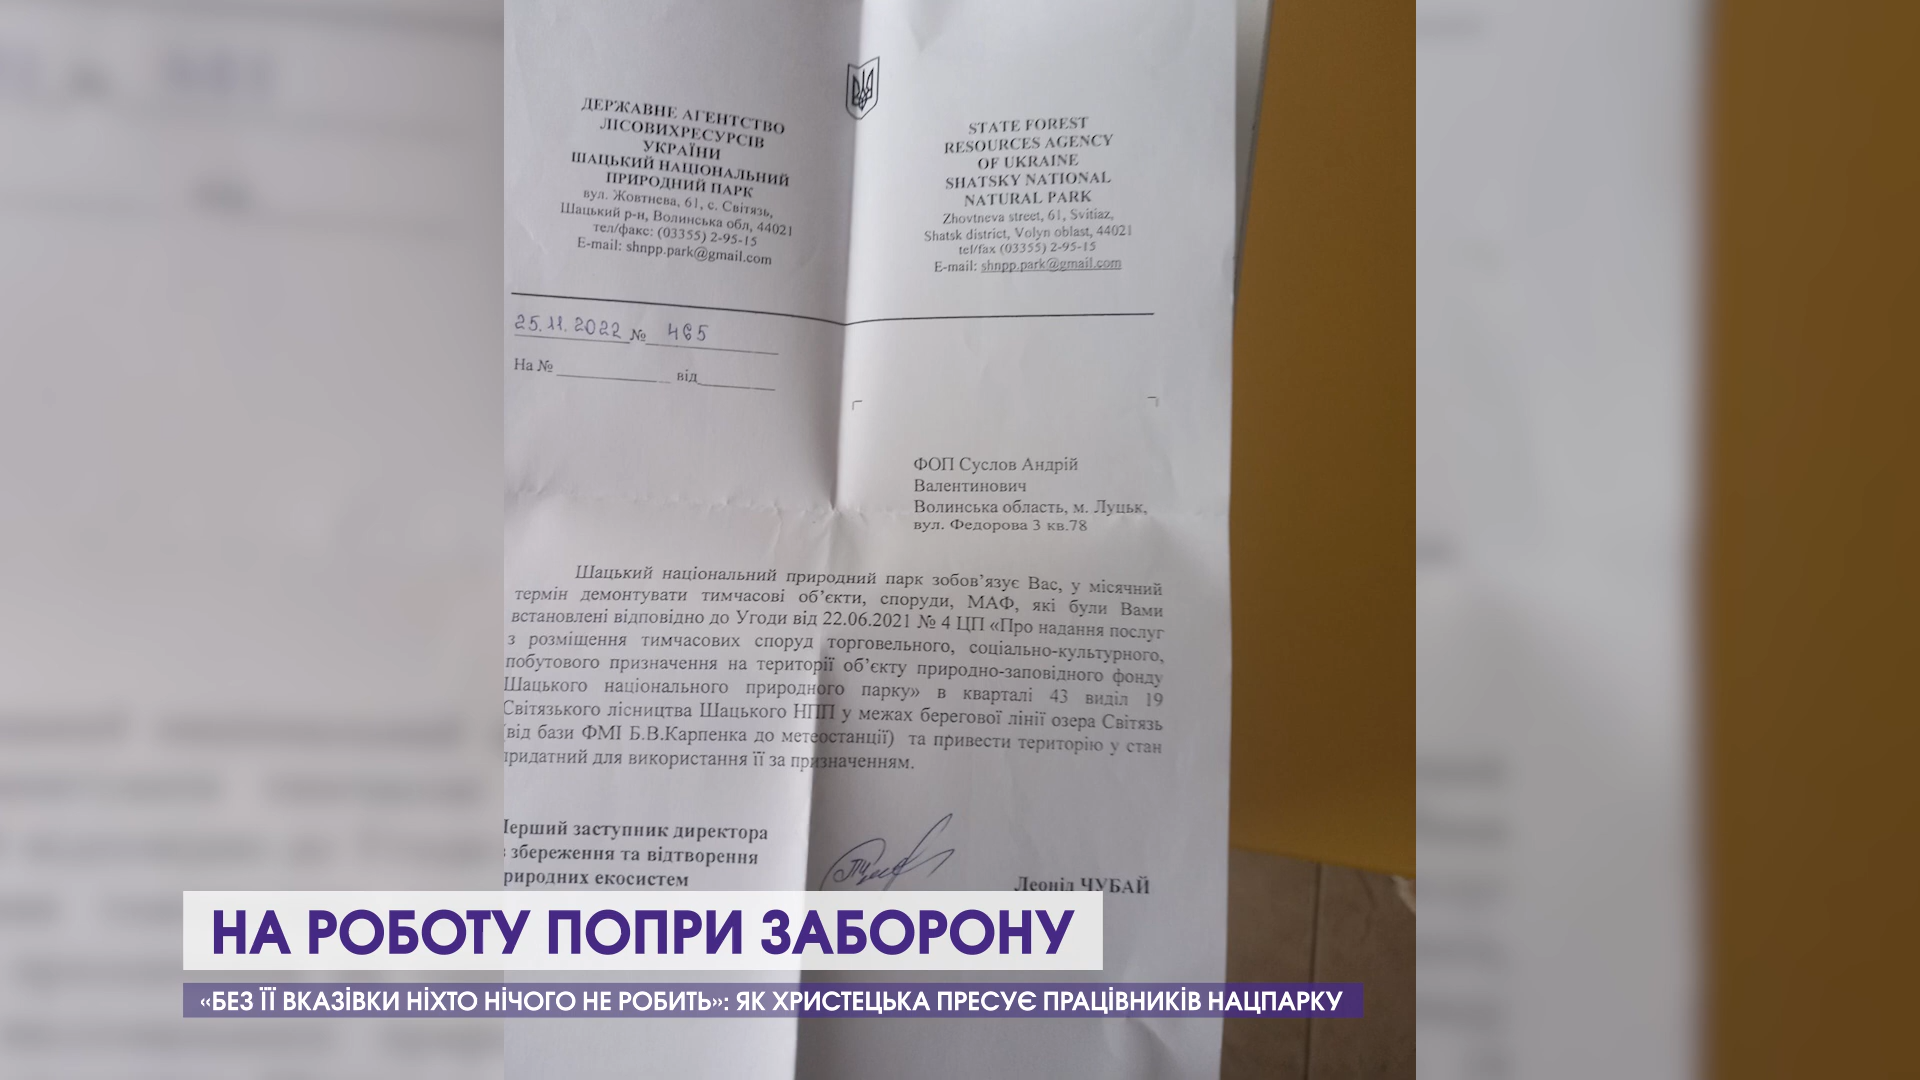 ДЕРЖАВНЕ АГЕНТСТВО
ЛІСОВИХРЕСУРСІВ
УКРАЇНИ
ШАЦЬКИЙ НАЦІОНАЛЬНИЙ
ПРИРОДНИЙ ПАРК
вул. Жовтнева, 61, с. Світязь,
Шацький р-н, Волинська обл, 44021
тел/факс: (03355) 2-95-15
E-mail: shnpp.park@gmail.com
STATE FOREST
RESOURCES AGENCY
OF UKRAINE
SHATSKY NATIONAL
NATURAL PARK
Zhovtneva street, 61, Svitiaz,
Shatsk district, Volyn oblast, 44021
tel/fax (03355) 2-95-15
E-mail: shnpp.park@gmail.com
25.11.2022 № 465
На № від
ФОП Суслов Андрій
Валентинович
Волинська область, м. Луцьк,
вул. Федорова 3 кв.78
Шацький національний природний парк зобов’язує Вас, у місячний
термін демонтувати тимчасові об’єкти, споруди, МАФ, які були Вами
встановлені відповідно до Угоди від 22.06.2021 № 4 ЦП «Про надання послуг
з розміщення тимчасових споруд торговельного, соціально-культурного,
побутового призначення на території об’єкту природно-заповідного фонду
Шацького національного природного парку» в кварталі 43 виділ 19
Світязького лісництва Шацького НПП у межах берегової лінії озера Світязь
(від бази ФМІ Б.В.Карпенка до метеостанції) та привести територію у стан
придатний для використання її за призначенням.
Перший заступник директора
з збереження та відтворення
природних екосистем
Леонід ЧУБАЙ
НА РОБОТУ ПОПРИ ЗАБОРОНУ
«БЕЗ ЇЇ ВКАЗІВКИ НІХТО НІЧОГО НЕ РОБИТЬ»: ЯК ХРИСТЕЦЬКА ПРЕСУЄ ПРАЦІВНИКІВ НАЦПАРКУ